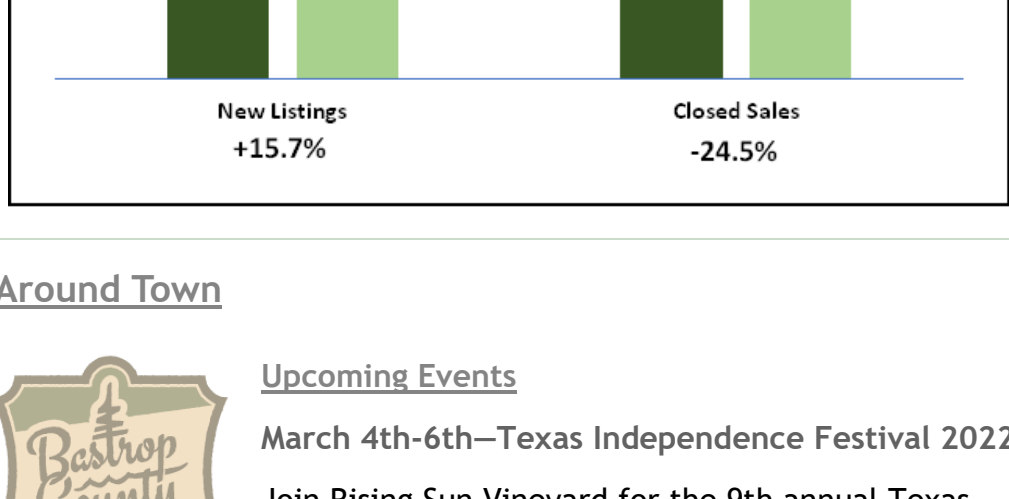 New Listings Closed Sales
+15.7% -24.5%
Around Town
Upcoming Events
March 4th-6th—Texas Independence Festival 2022
Bastrop
County
Join Rising Sun Vineyard for the 9th annual Texas